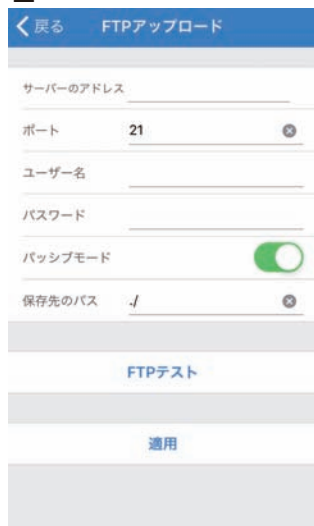 戻る FTPアップロード
サーバーのアドレス
ポート 21
ユーザー名
パスワード
パッシブモード
保存先のパス ./
FTPテスト
適用